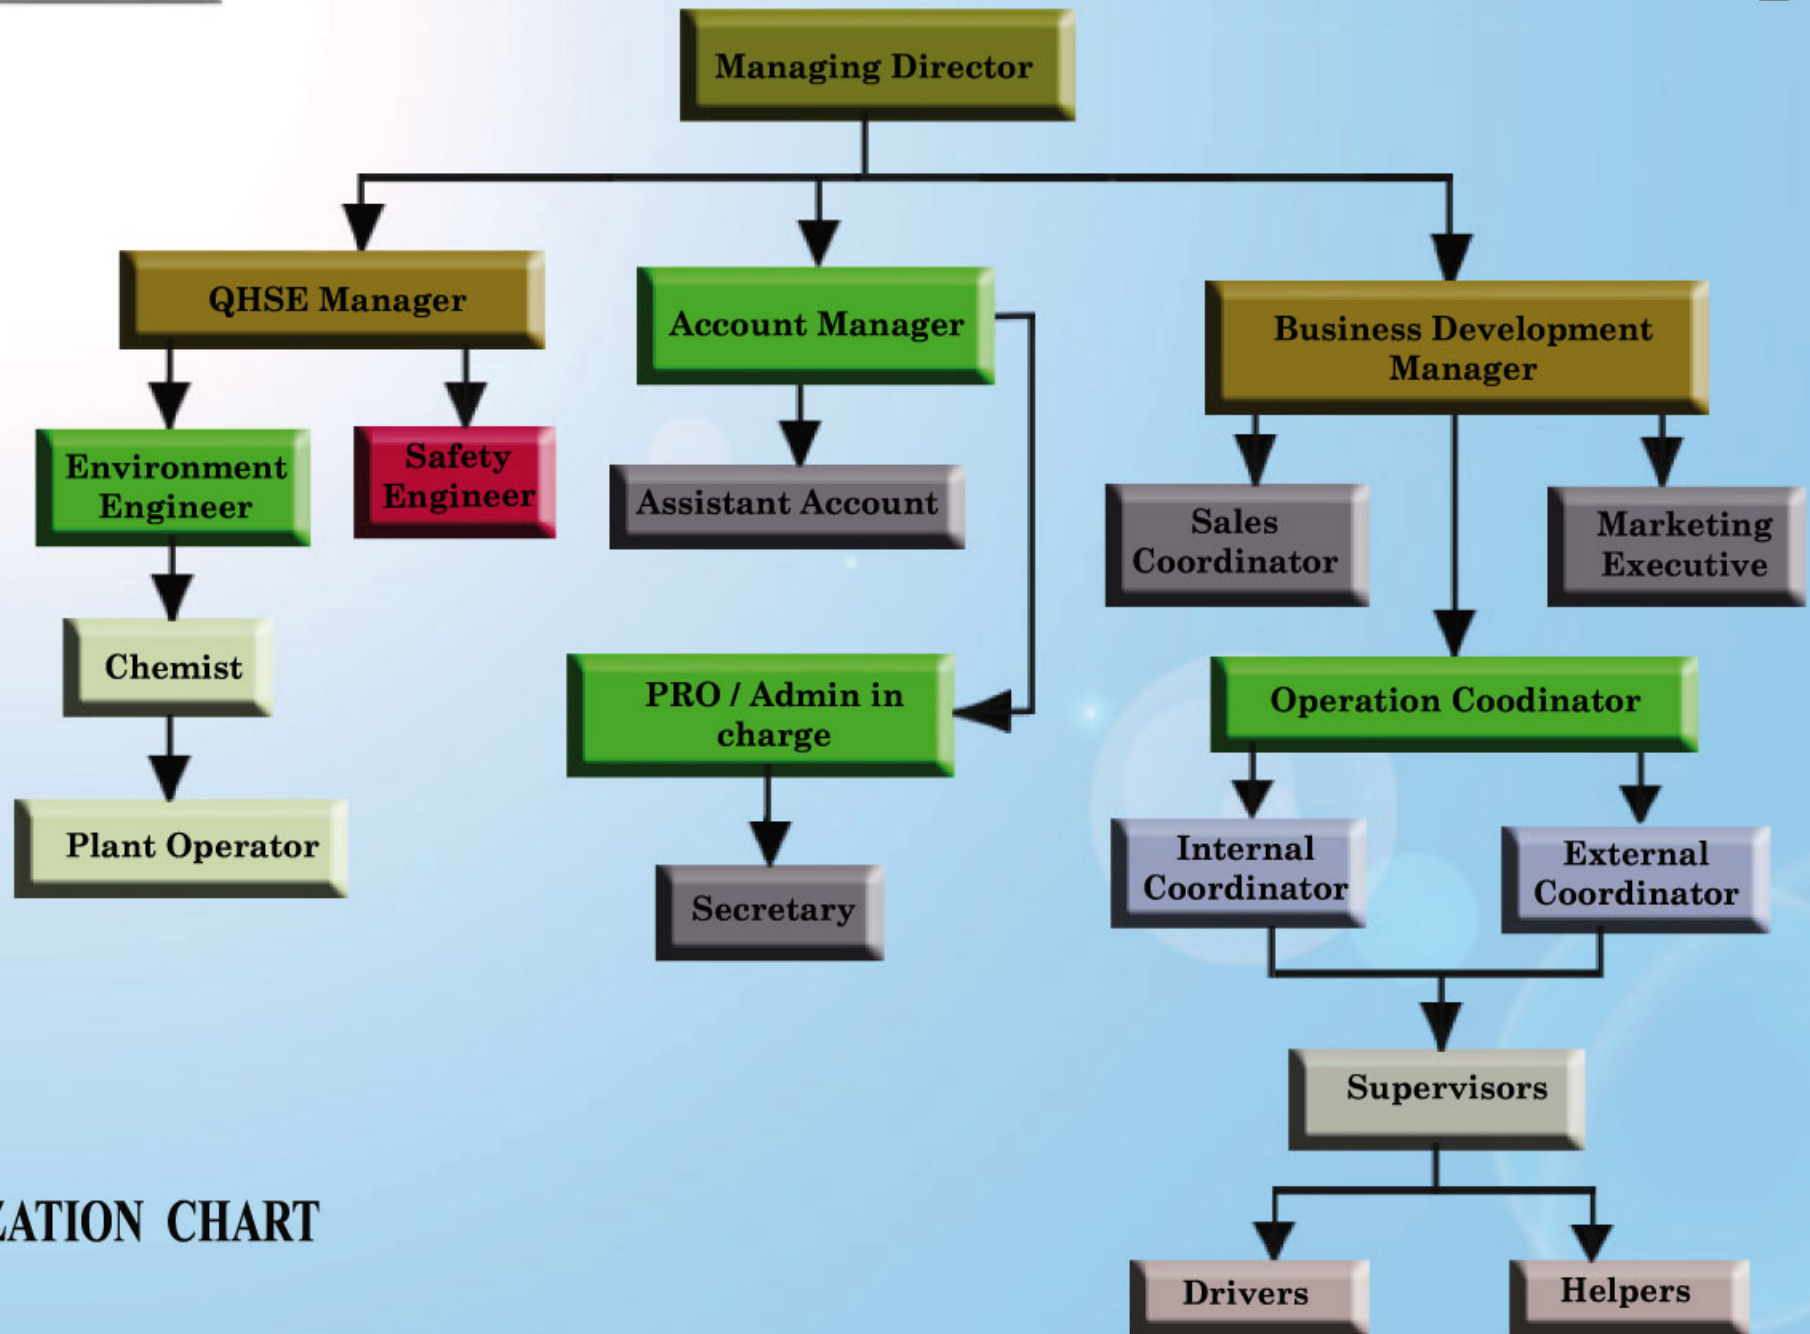 Managing Director
QHSE Manager
Account Manager
Business Development
Manager
Environment
Engineer
Safety
Engineer
Assistant Account
Sales
Coordinator
Marketing
Executive
Chemist
PRO / Admin in
charge
Operation Coodinator
Plant Operator
Internal
Coordinator
External
Coordinator
Secretary
Supervisors
ZATION CHART
Drivers
Helpers